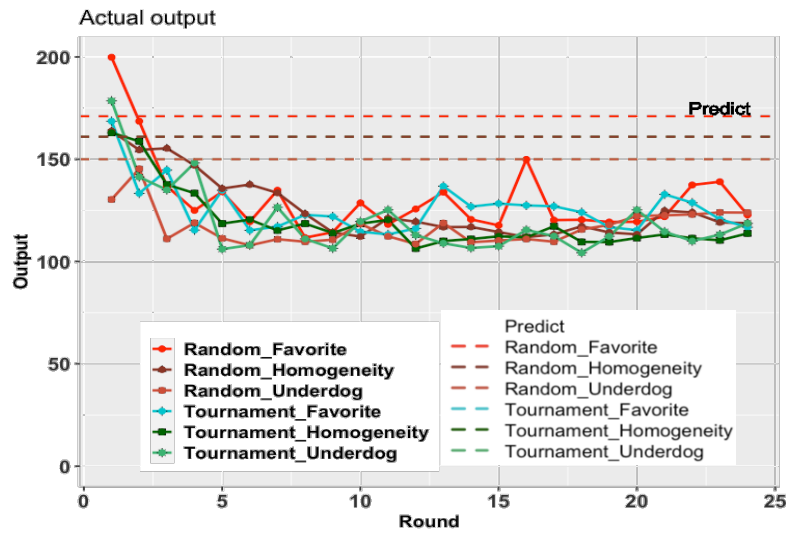 Actual output
200
Predict
150
100
Output
50
0
Random_Favorite
Random_Homogeneity
Random_Underdog
Tournament_Favorite
Tournament_Homogeneity
Tournament_Underdog
Predict
Random_Favorite
Random_Homogeneity
Random_Underdog
Tournament_Favorite
Tournament_Homogeneity
Tournament_Underdog
0 5 10 15 20 25
Round